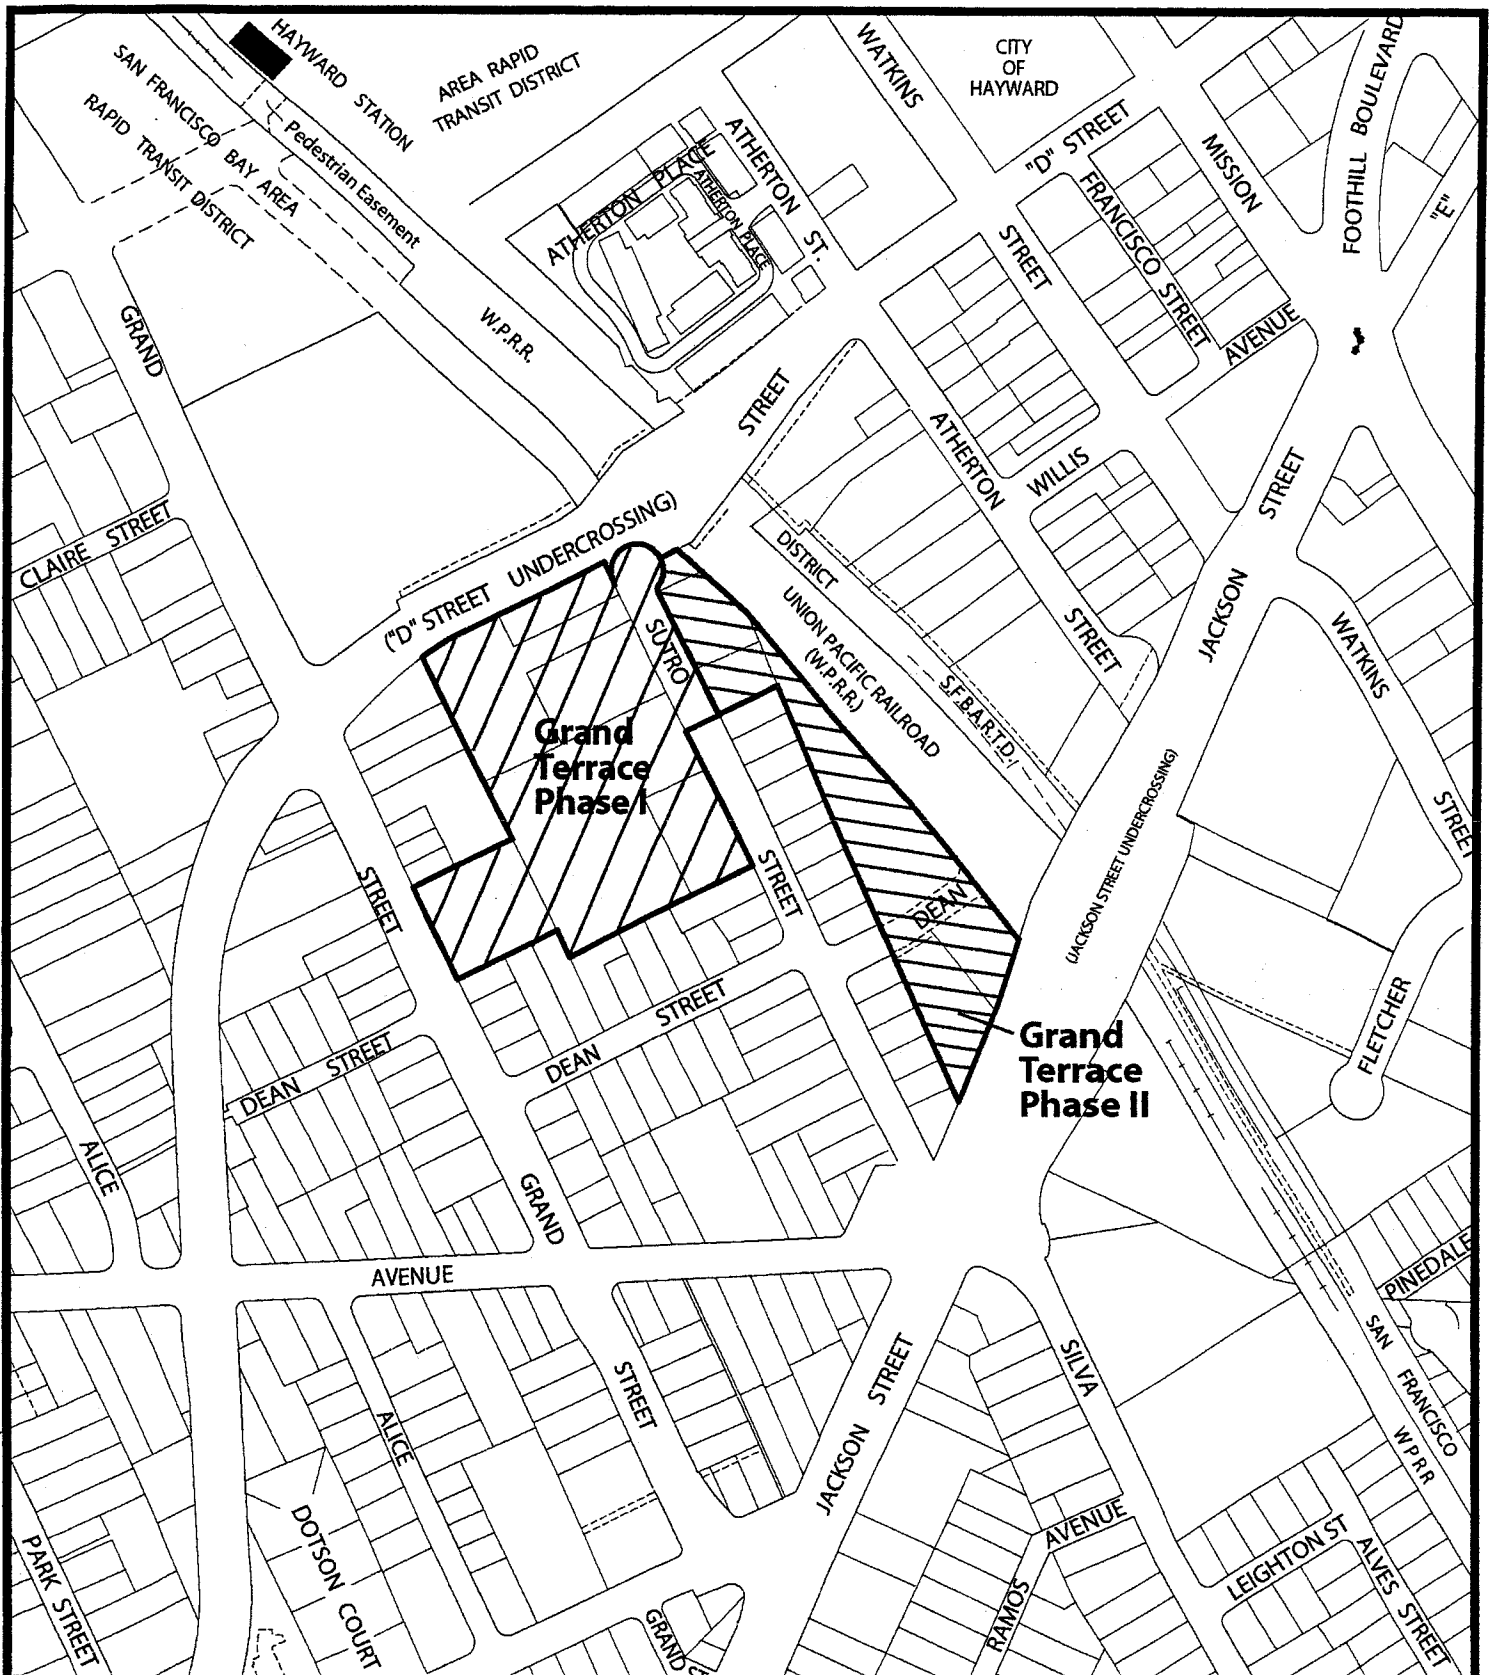 HAYWARD STATION
SAN FRANCISCO BAY AREA
RAPID TRANSIT DISTRICT
Pedestrian Easement
AREA RAPID
TRANSIT DISTRICT
WATKINS
CITY
OF
HAYWARD
"D" STREET
MISSION
FOOTHILL BOULEVARD
"E"
ATHERTON PLACE
ATHERTON PLACE
ATHERTON PLACE
ATHERTON
ST.
STREET
FRANCISCO STREET
AVENUE
GRAND
W.P.R.R.
STREET
ATHERTON
WILLIS
STREET
CLAIRE STREET
("D" STREET UNDERCROSSING)
DISTRICT
UNION PACIFIC RAILROAD
(W.P.R.R.)
S.F.B.A.R.T.D.
STREET
JACKSON
WATKINS
SUTRO
Grand
Terrace
Phase I
STREET
(JACKSON STREET UNDERCROSSING)
STREET
STREET
DEAN
FLETCHER
DEAN STREET
DEAN STREET
Grand
Terrace
Phase II
ALICE
GRAND
AVENUE
PINEDALE
SAN FRANCISCO
W P R R
SILVA
JACKSON STREET
STREET
ALICE
DOTSON COURT
PARK STREET
GRAND ST
RAMOS
AVENUE
LEIGHTON ST
ALVES STREET